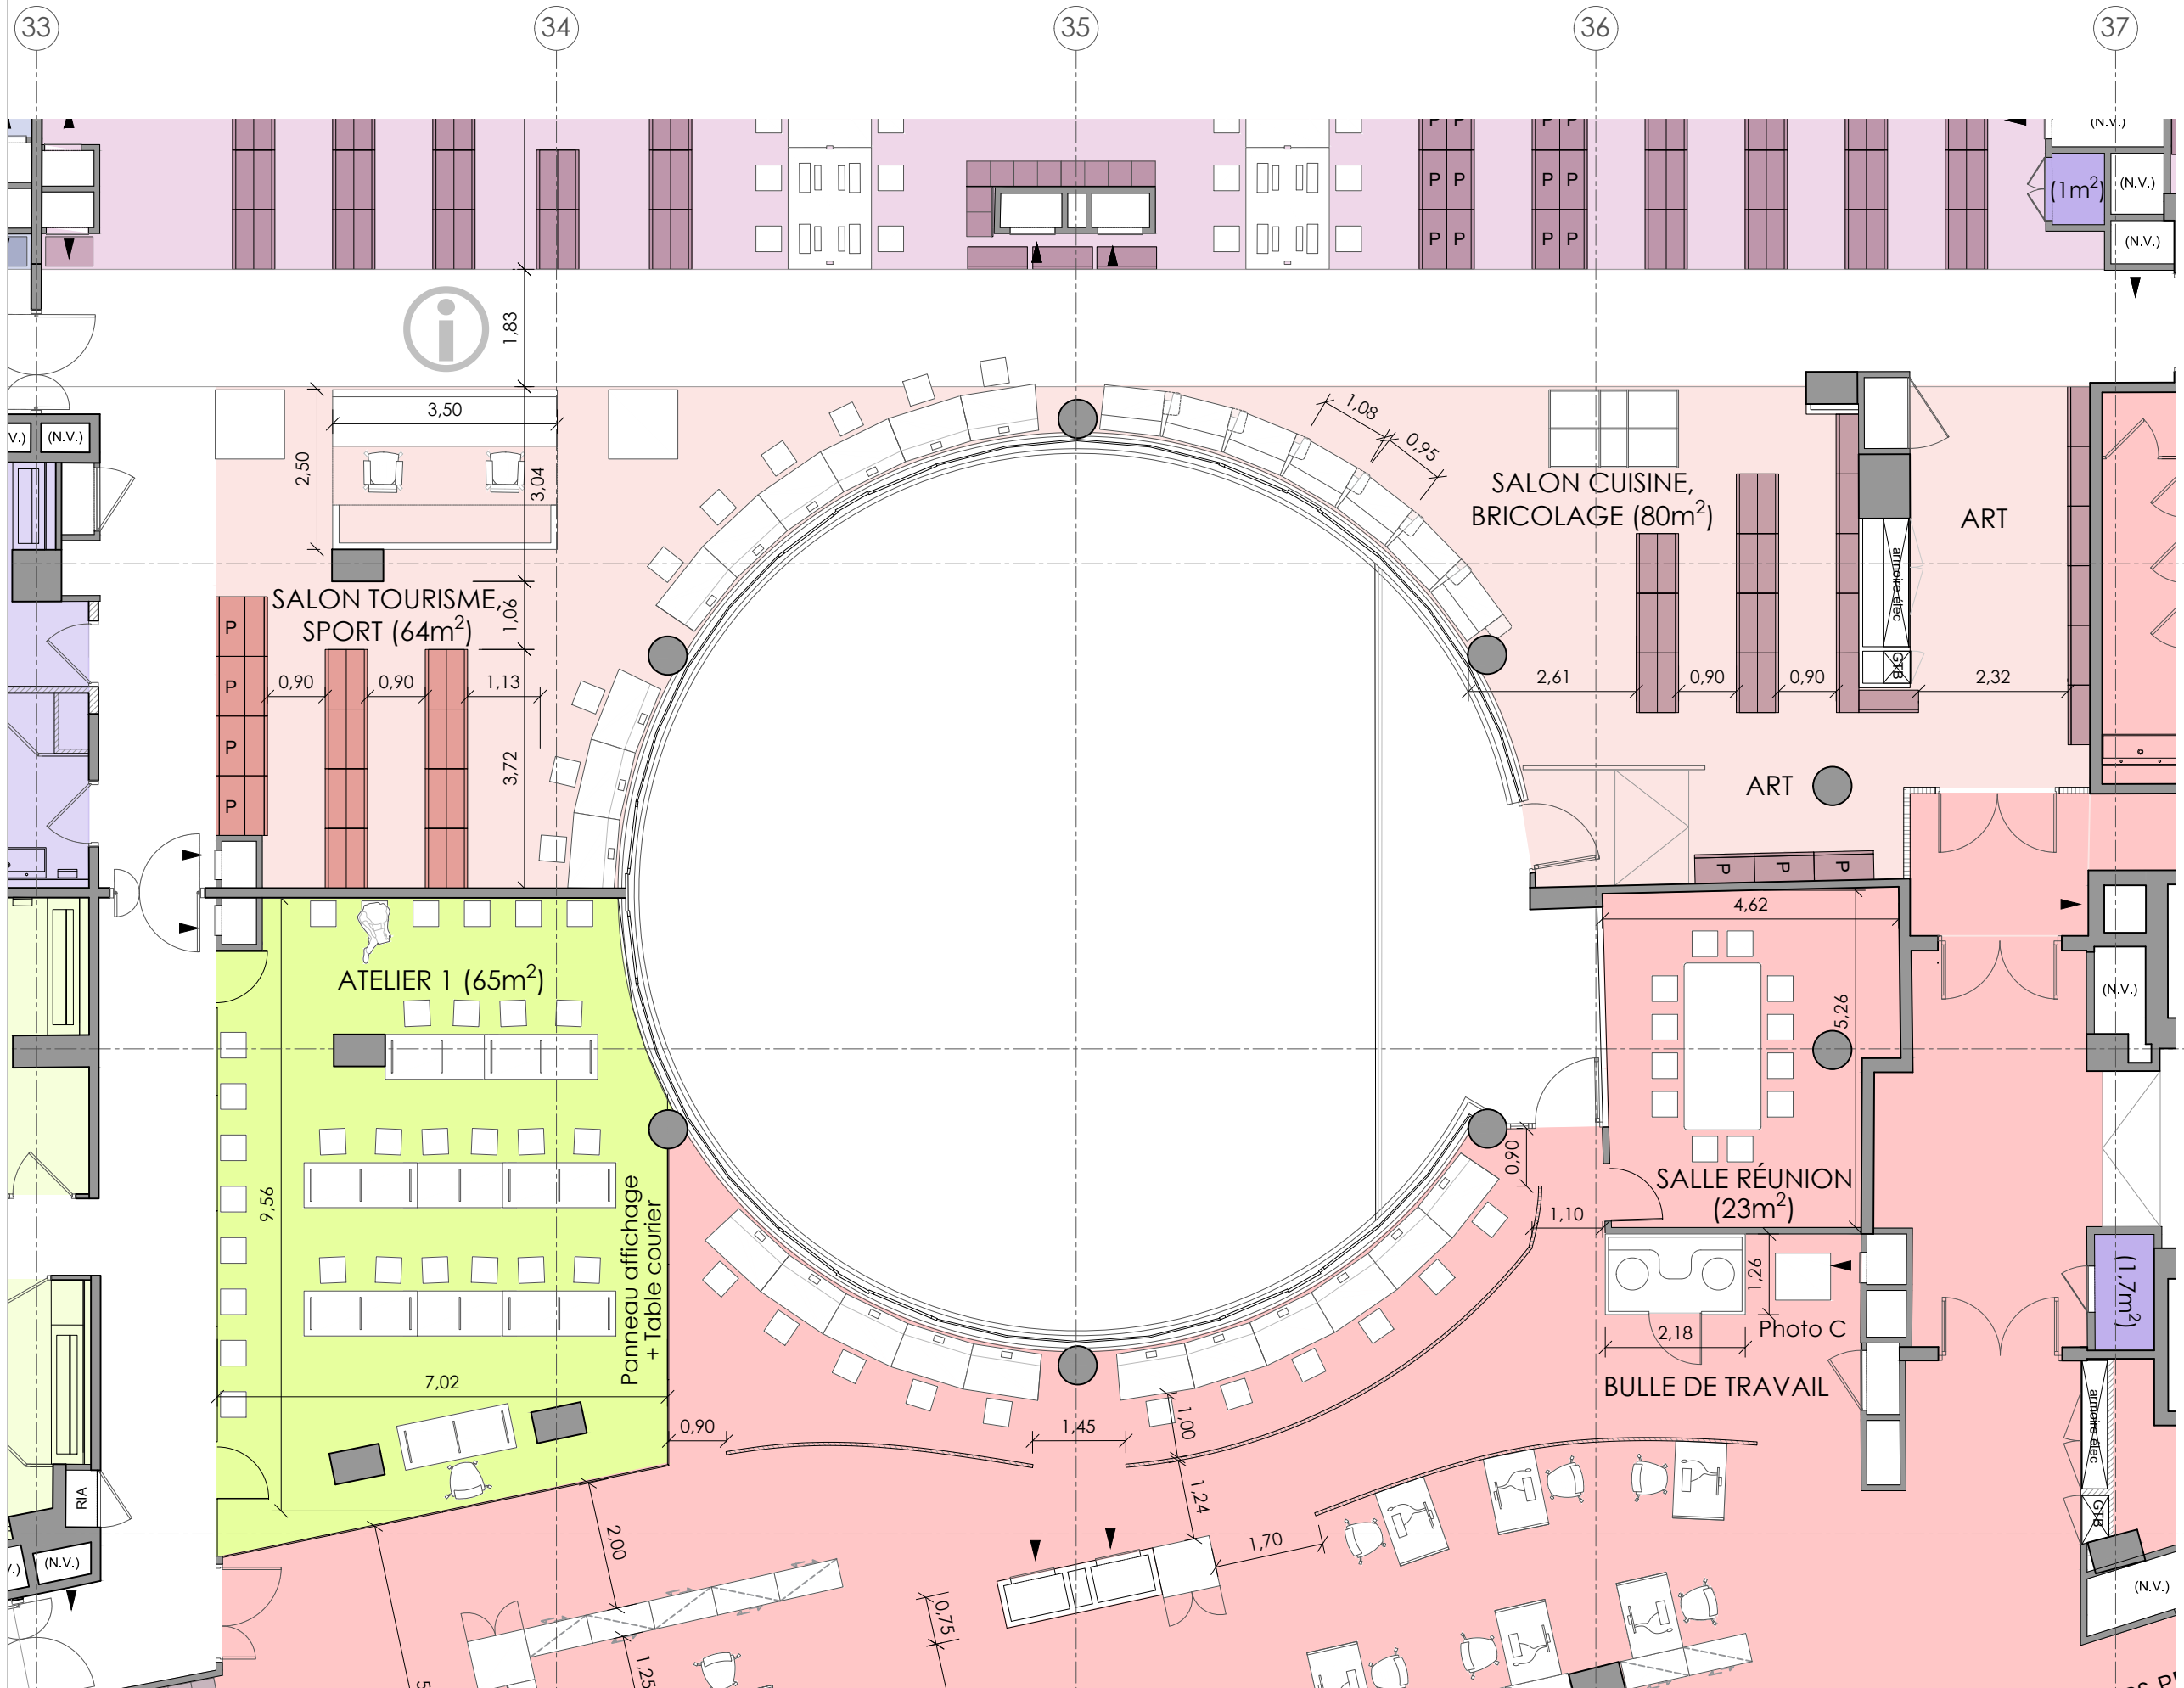 33
34
35
36
37
(N.V.)
(1m²)
(N.V.)
(N.V.)
P P
P P
P P
P P
1,83
3,50
2,50
3,04
1,08
0,95
V.)
(N.V.)
SALON CUISINE,
BRICOLAGE (80m²)
ART
armoire élec
GTB
SALON TOURISME,
SPORT (64m²)
1,06
P
P
P
P
0,90
0,90
1,13
3,72
2,61
0,90
0,90
2,32
ART
P
P
P
4,62
ATELIER 1 (65m²)
5,26
(N.V.)
9,56
Panneau affichage
+ Table courier
0,90
1,10
SALLE RÉUNION
(23m²)
1,26
Photo C
2,18
BULLE DE TRAVAIL
(1,7m²)
7,02
0,90
1,45
1,00
1,24
1,70
2,00
0,75
1,25
armoire élec
GTB
RIA
(N.V.)
(N.V.)